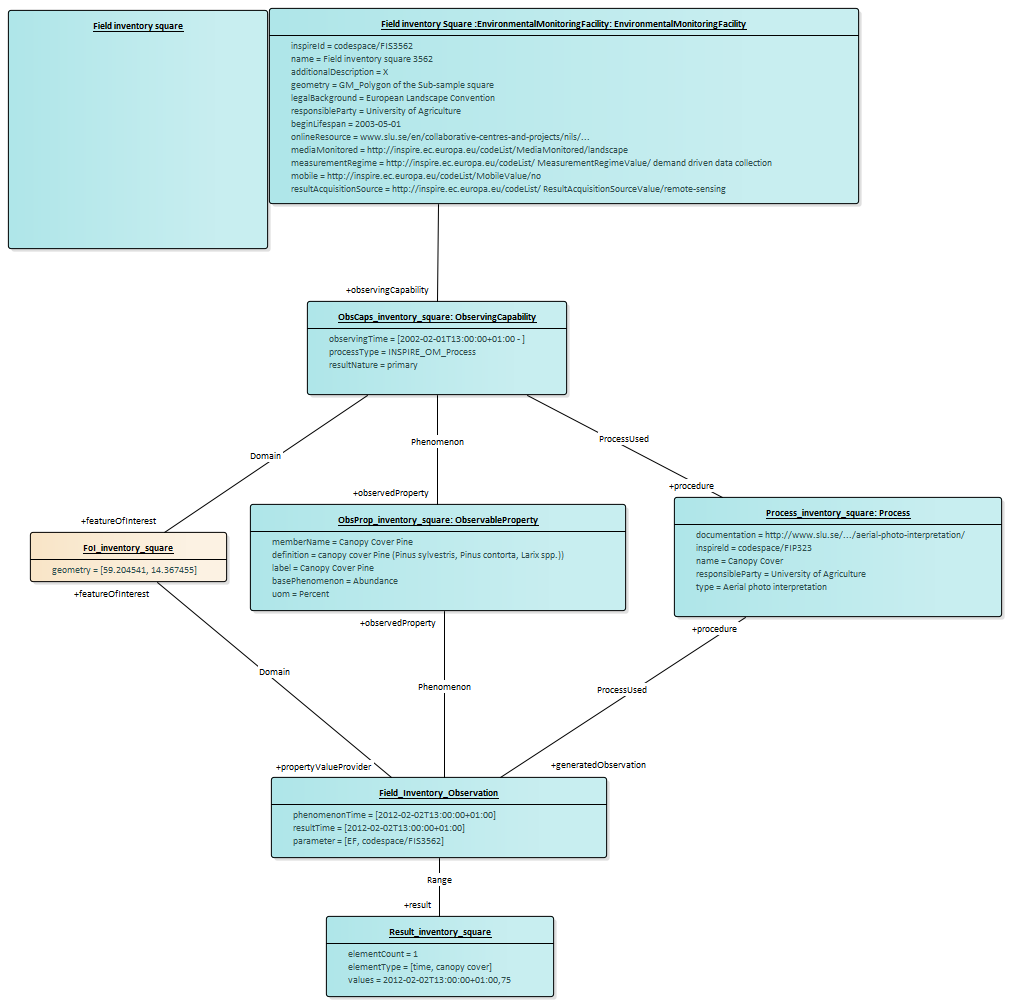 Field inventory square
Field inventory Square :EnvironmentalMonitoringFacility: EnvironmentalMonitoringFacility
inspireId = codespace/FIS3562
name = Field inventory square 3562
additionalDescription = X
geometry = GM_Polygon of the Sub-sample square
legalBackground = European Landscape Convention
responsibleParty = University of Agriculture
beginLifespan = 2003-05-01
onlineResource = www.slu.se/en/collaborative-centres-and-projects/nils/...
mediaMonitored = http://inspire.ec.europa.eu/codeList/MediaMonitored/landscape
measurementRegime = http://inspire.ec.europa.eu/codeList/ MeasurementRegimeValue/ demand driven data collection
mobile = http://inspire.ec.europa.eu/codeList/MobileValue/no
resultAcquisitionSource = http://inspire.ec.europa.eu/codeList/ ResultAcquisitionSourceValue/remote-sensing
+observingCapability
ObsCaps_inventory_square: ObservingCapability
observingTime = [2002-02-01T13:00:00+01:00 - ]
processType = INSPIRE_OM_Process
resultNature = primary
Domain
Phenomenon
ProcessUsed
+featureOfInterest
+observedProperty
+procedure
FoI_inventory_square
geometry = [59.204541, 14.367455]
+featureOfInterest
ObsProp_inventory_square: ObservableProperty
memberName = Canopy Cover Pine
definition = canopy cover Pine (Pinus sylvestris, Pinus contorta, Larix spp.))
label = Canopy Cover Pine
basePhenomenon = Abundance
uom = Percent
+observedProperty
Process_inventory_square: Process
documentation = http://www.slu.se/.../aerial-photo-interpretation/
inspireId = codespace/FIP323
name = Canopy Cover
responsibleParty = University of Agriculture
type = Aerial photo interpretation
+procedure
Domain
Phenomenon
ProcessUsed
+propertyValueProvider
+generatedObservation
Field_Inventory_Observation
phenomenonTime = [2012-02-02T13:00:00+01:00]
resultTime = [2012-02-02T13:00:00+01:00]
parameter = [EF, codespace/FIS3562]
Range
+result
Result_inventory_square
elementCount = 1
elementType = [time, canopy cover]
values = 2012-02-02T13:00:00+01:00,75